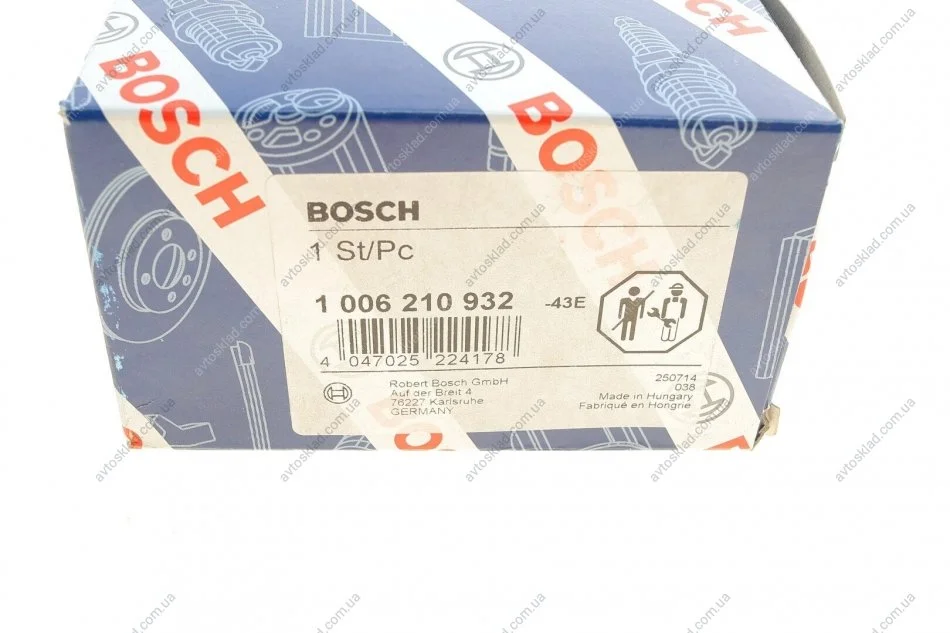 BOSCH
BOSCH
BOSCH
BOSCH
1 St/Pc
1 006 210 932 -43E
4 047025 224178
Robert Bosch GmbH
Auf der Breit 4
76227 Karlsruhe
GERMANY
250714
038
Made in Hungary
Fabriqué en Hongrie
avtosklad.com.ua